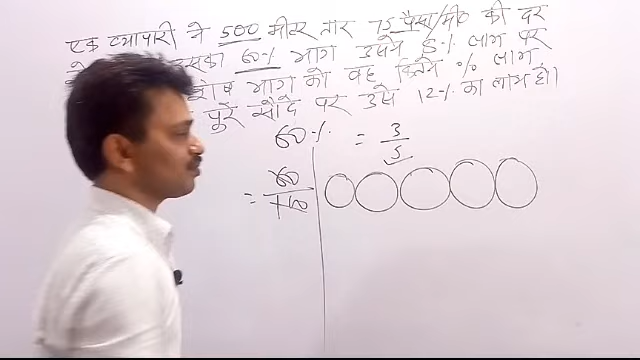 एक व्यापारी ने 500 मीटर तार 75 पैसा/मी० की दर
60% भाग उसने 8% लाभ पर
शेष भाग को वह कितने % लाभ
पूरे सौदे पर उसे 12% का लाभ हो।
60% = 3/5
= 60/100